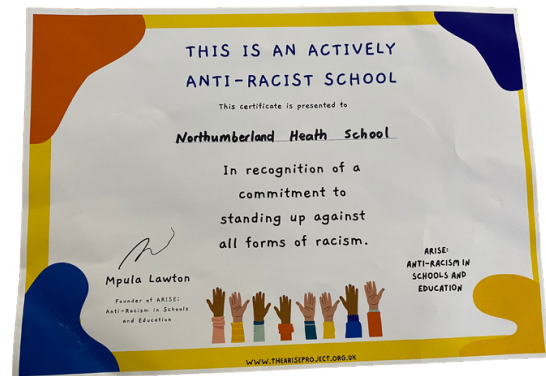 THIS IS AN ACTIVELY
ANTI-RACIST SCHOOL
This certificate is presented to
Northumberland Heath School
In recognition of a
commitment to
standing up against
all forms of racism.
Mpula Lawton
Founder of ARISE:
Anti-Racism in Schools
and Education
ARISE:
ANTI-RACISM IN
SCHOOLS AND
EDUCATION
WWW.THEARISEPROJECT.ORG.UK